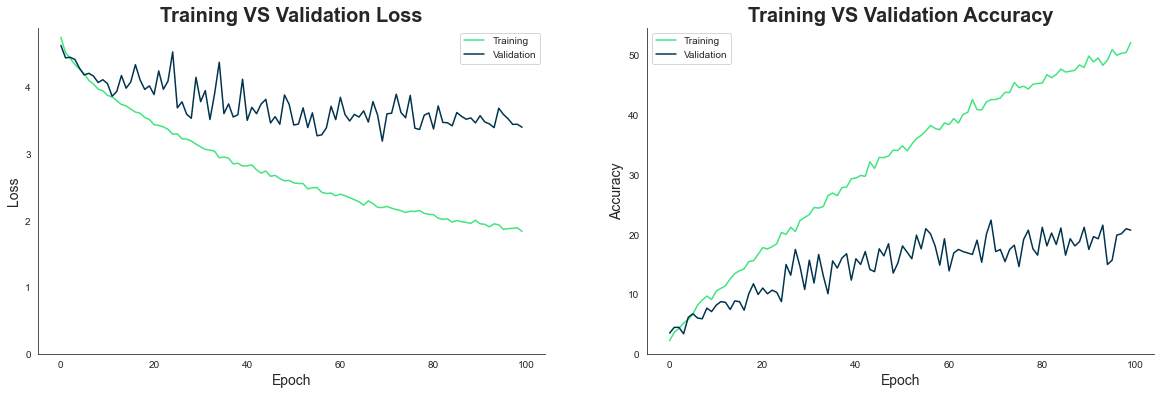 Training VS Validation Loss
Training
Validation
4
3
2
1
0
Loss
0 20 40 60 80 100
Epoch
Training VS Validation Accuracy
Training
Validation
50
40
30
20
10
0
Accuracy
0 20 40 60 80 100
Epoch